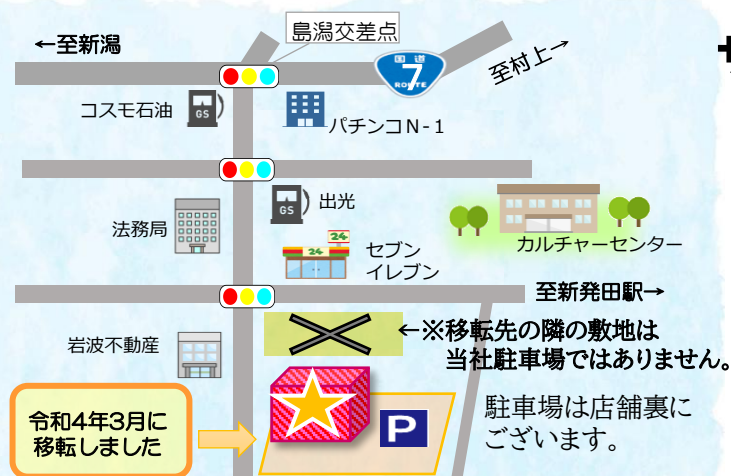 ←至新潟
島潟交差点
国道
7
ROUTE
至村上→
コスモ石油
GS
パチンコN-1
GS
出光
法務局
24
24
セブン
イレブン
カルチャーセンター
至新発田駅→
岩波不動産
←※移転先の隣の敷地は
当社駐車場ではありません。
令和4年3月に
移転しました
P
駐車場は店舗裏に
ございます。